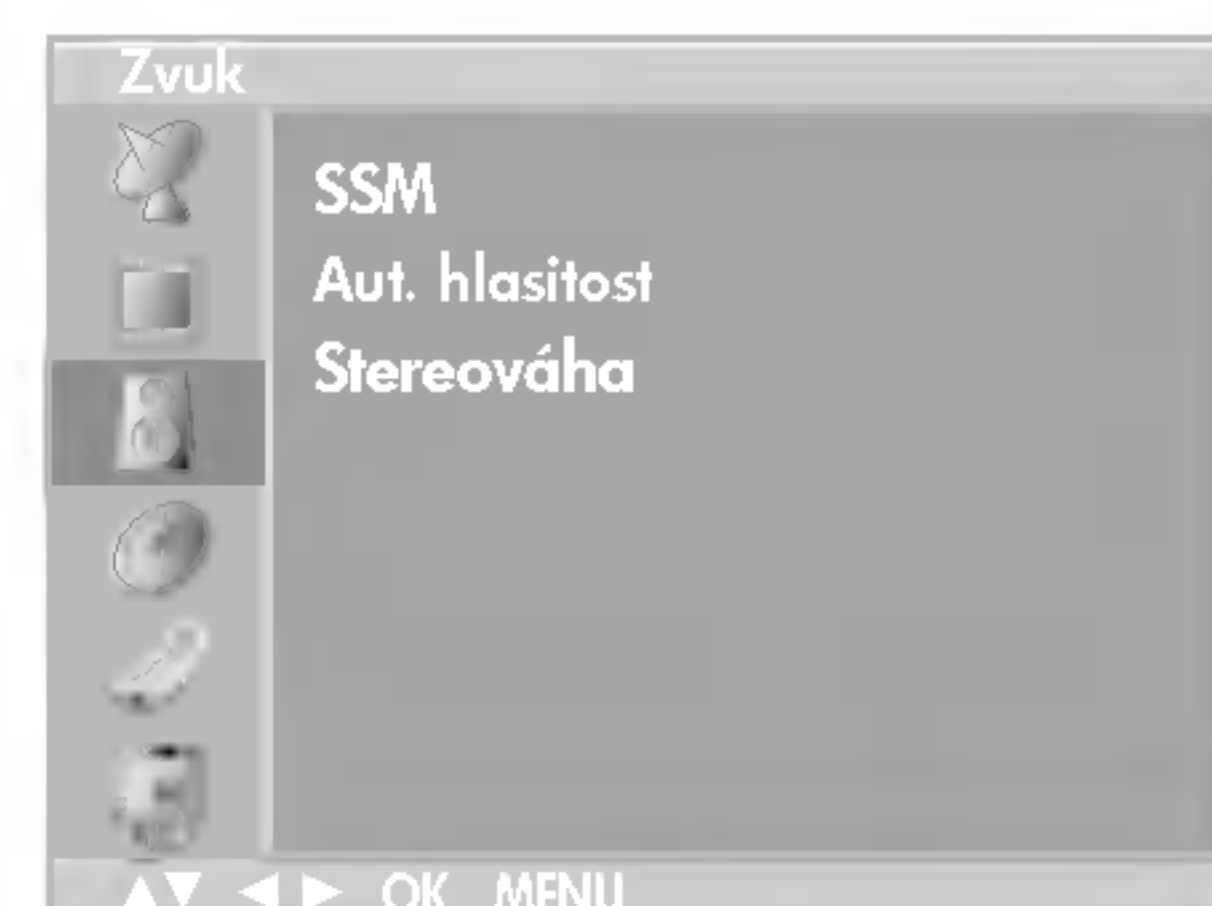 Zvuk
SSM
Aut. hlasitost
Stereováha
▲▼ ◀ ▶ OK MENU